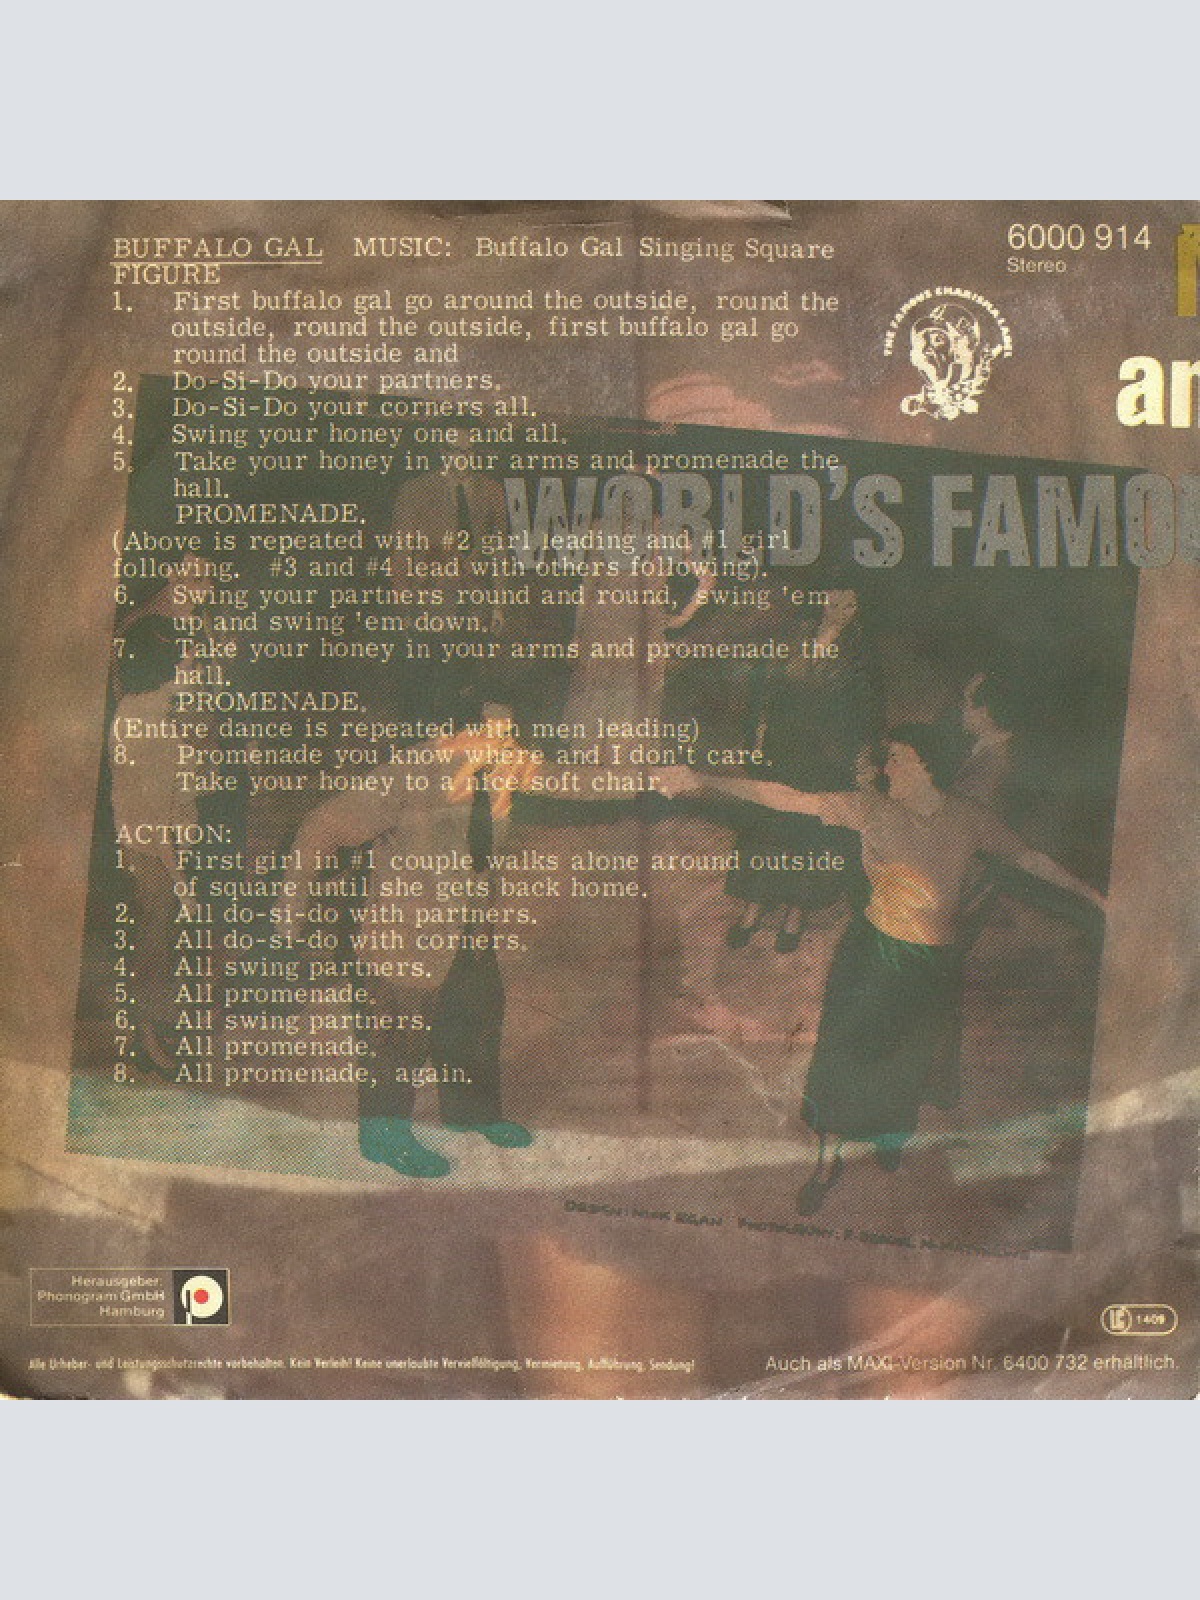 BUFFALO GAL MUSIC: Buffalo Gal Singing Square
FIGURE
1. First buffalo gal go around the outside, round the
outside, round the outside, first buffalo gal go
round the outside and
2. Do-Si-Do your partners.
3. Do-Si-Do your corners all.
4. Swing your honey one and all.
5. Take your honey in your arms and promenade the
hall.
PROMENADE.
(Above is repeated with #2 girl leading and #1 girl
following. #3 and #4 lead with others following).
6. Swing your partners round and round, swing 'em
up and swing 'em down.
7. Take your honey in your arms and promenade the
hall.
PROMENADE.
(Entire dance is repeated with men leading)
8. Promenade you know where and I don't care.
Take your honey to a nice soft chair.
ACTION:
1. First girl in #1 couple walks alone around outside
of square until she gets back home.
2. All do-si-do with partners.
3. All do-si-do with corners.
4. All swing partners.
5. All promenade.
6. All swing partners.
7. All promenade.
8. All promenade, again.
6000 914
Stereo
THE FAMOUS CHARISMA LABEL
an
WORLD'S FAMOU
DESIGN: NICK EGAN PHOTOGRAPHY:
Herausgeber:
Phonogram GmbH
Hamburg
LC 1409
Alle Urheber- und Leistungsschutzrechte vorbehalten. Kein Verleih! Keine unerlaubte Vervielfältigung, Vermietung, Aufführung, Sendung!
Auch als MAXI-Version Nr. 6400 732 erhältlich.